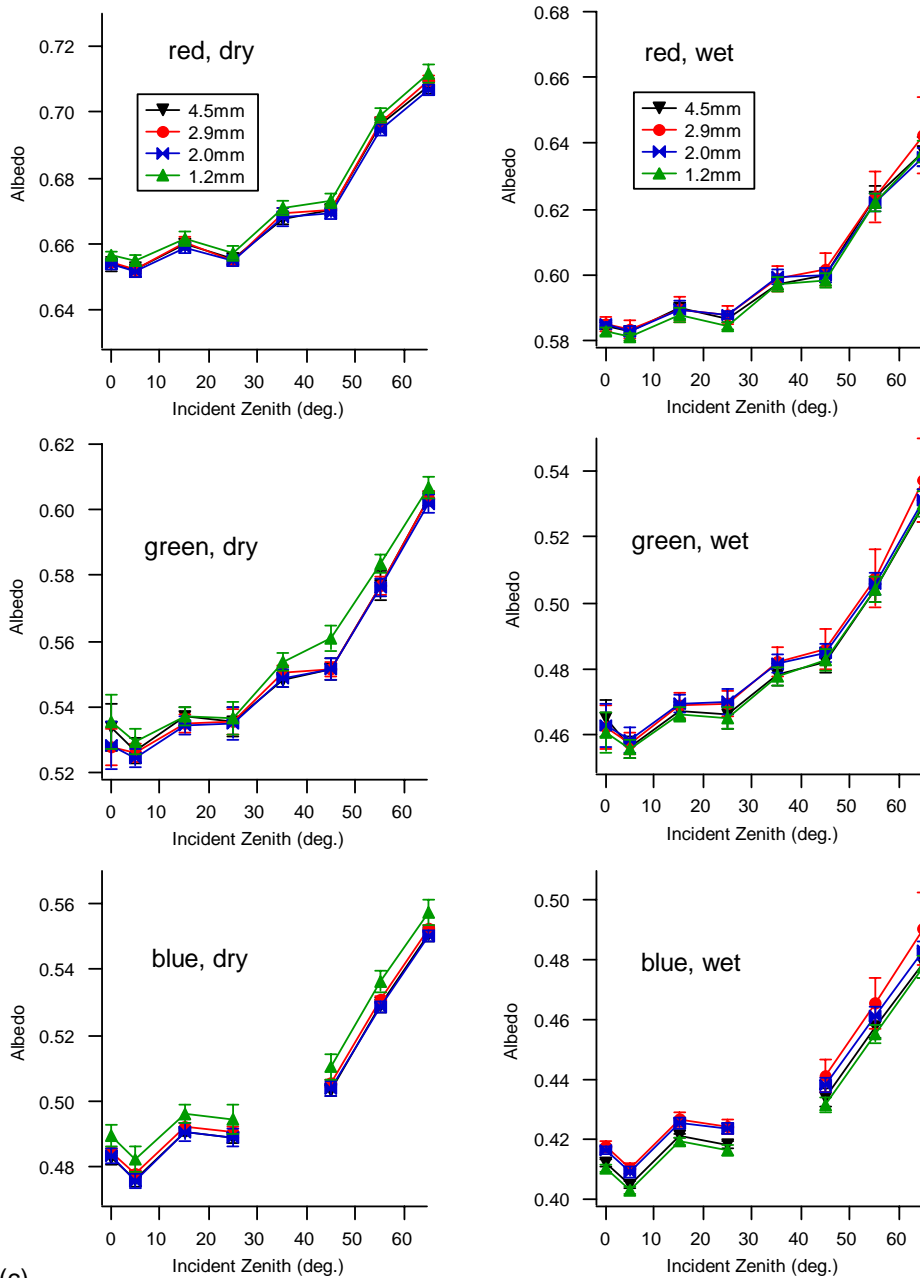 red, dry
4.5mm
2.9mm
2.0mm
1.2mm
Albedo
0.72
0.70
0.68
0.66
0.64
0 10 20 30 40 50 60
Incident Zenith (deg.)
red, wet
4.5mm
2.9mm
2.0mm
1.2mm
Albedo
0.68
0.66
0.64
0.62
0.60
0.58
0 10 20 30 40 50 60
Incident Zenith (deg.)
green, dry
Albedo
0.62
0.60
0.58
0.56
0.54
0.52
0 10 20 30 40 50 60
Incident Zenith (deg.)
green, wet
Albedo
0.54
0.52
0.50
0.48
0.46
0 10 20 30 40 50 60
Incident Zenith (deg.)
blue, dry
Albedo
0.56
0.54
0.52
0.50
0.48
0 10 20 30 40 50 60
Incident Zenith (deg.)
blue, wet
Albedo
0.50
0.48
0.46
0.44
0.42
0.40
0 10 20 30 40 50 60
Incident Zenith (deg.)